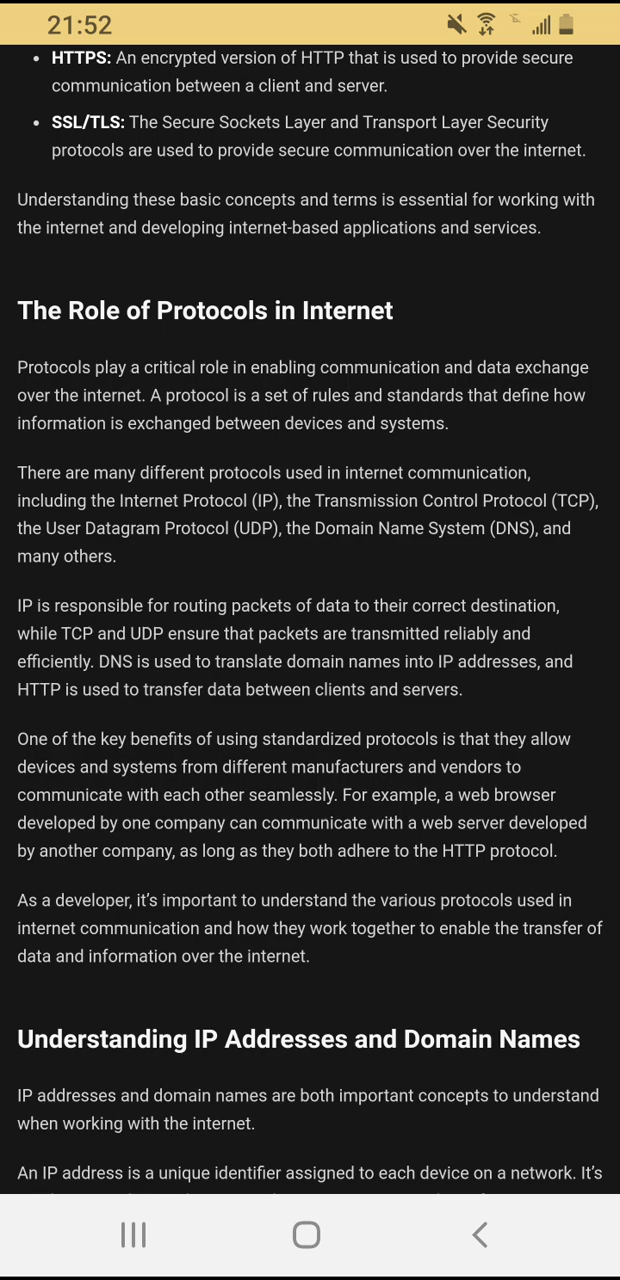 21:52
• HTTPS: An encrypted version of HTTP that is used to provide secure
communication between a client and server.
• SSL/TLS: The Secure Sockets Layer and Transport Layer Security
protocols are used to provide secure communication over the internet.
Understanding these basic concepts and terms is essential for working with
the internet and developing internet-based applications and services.
The Role of Protocols in Internet
Protocols play a critical role in enabling communication and data exchange
over the internet. A protocol is a set of rules and standards that define how
information is exchanged between devices and systems.
There are many different protocols used in internet communication,
including the Internet Protocol (IP), the Transmission Control Protocol (TCP),
the User Datagram Protocol (UDP), the Domain Name System (DNS), and
many others.
IP is responsible for routing packets of data to their correct destination,
while TCP and UDP ensure that packets are transmitted reliably and
efficiently. DNS is used to translate domain names into IP addresses, and
HTTP is used to transfer data between clients and servers.
One of the key benefits of using standardized protocols is that they allow
devices and systems from different manufacturers and vendors to
communicate with each other seamlessly. For example, a web browser
developed by one company can communicate with a web server developed
by another company, as long as they both adhere to the HTTP protocol.
As a developer, it’s important to understand the various protocols used in
internet communication and how they work together to enable the transfer of
data and information over the internet.
Understanding IP Addresses and Domain Names
IP addresses and domain names are both important concepts to understand
when working with the internet.
An IP address is a unique identifier assigned to each device on a network. It’s